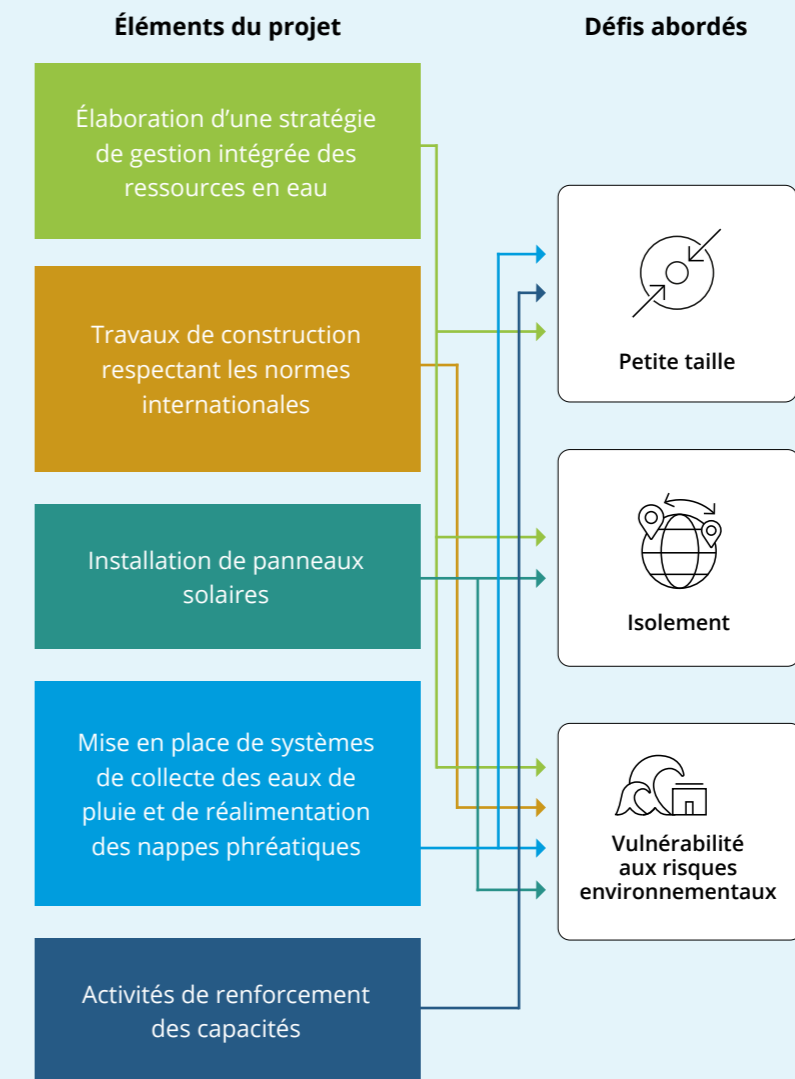 Éléments du projet
Défis abordés
Élaboration d’une stratégie
de gestion intégrée des
ressources en eau
Travaux de construction
respectant les normes
internationales
Installation de panneaux
solaires
Mise en place de systèmes
de collecte des eaux de
pluie et de réalimentation
des nappes phréatiques
Activités de renforcement
des capacités
Petite taille
Isolement
Vulnérabilité
aux risques
environnementaux